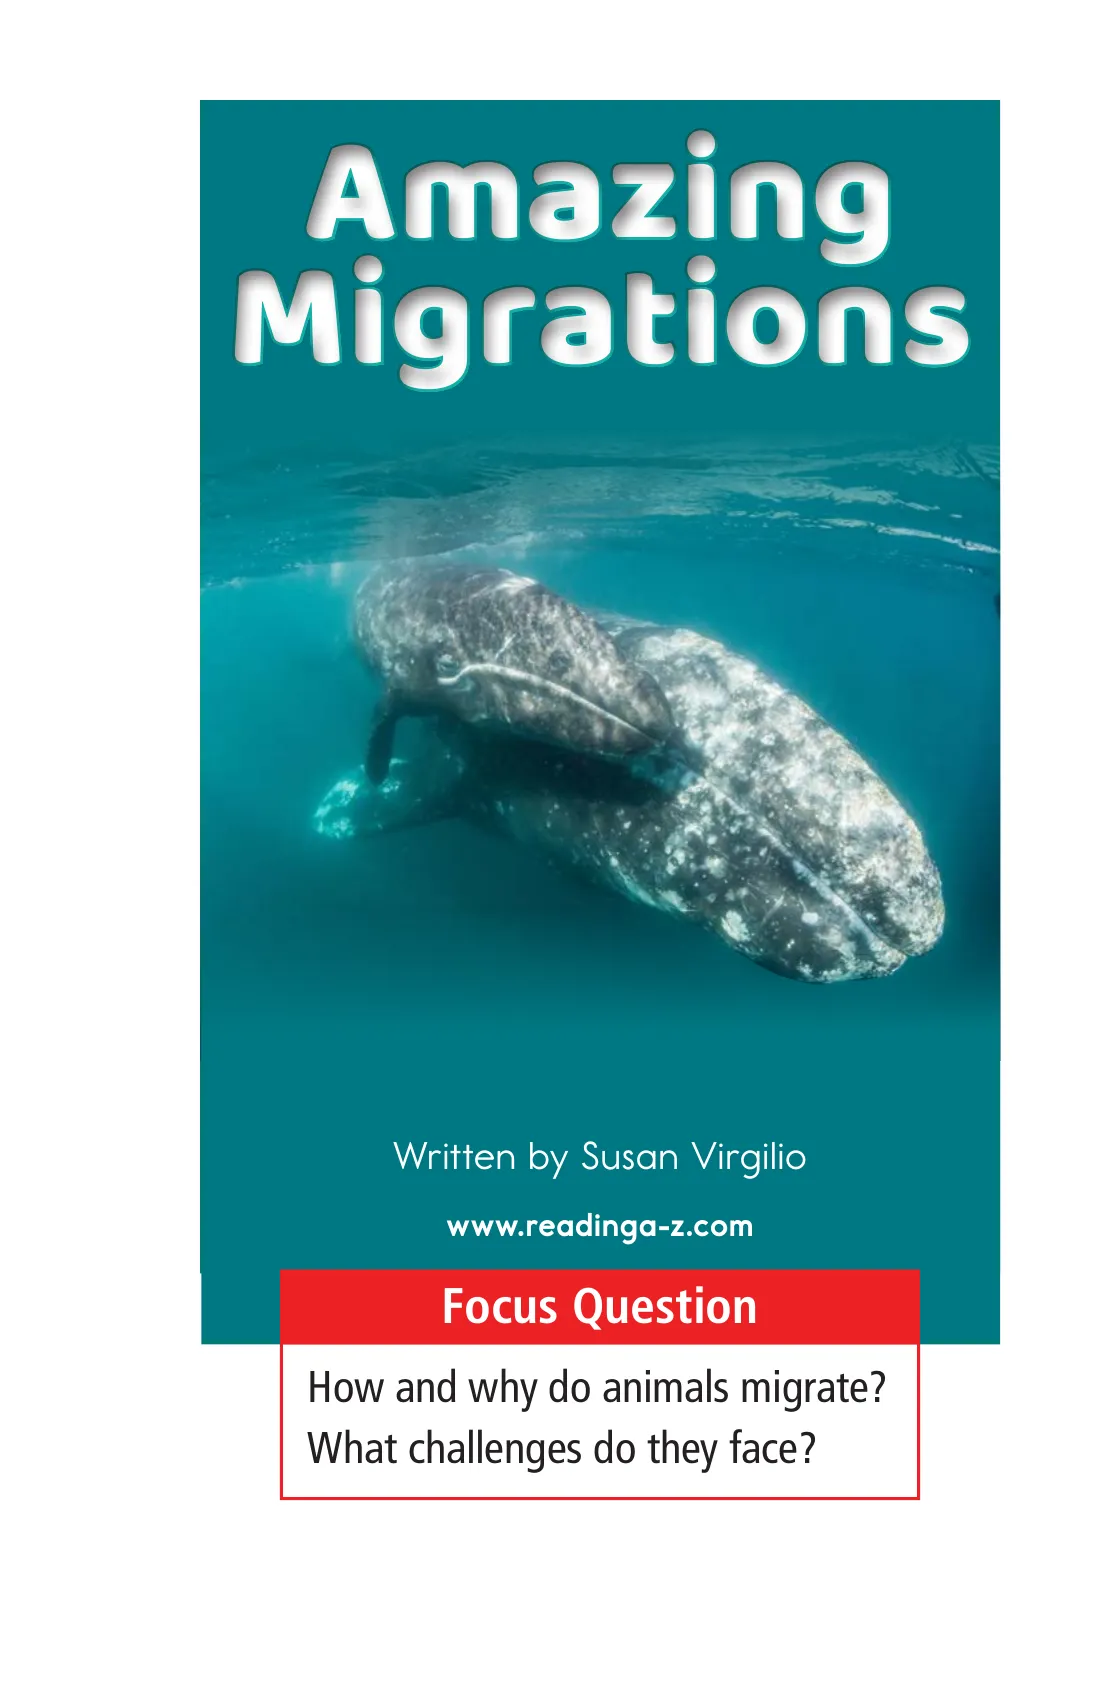 Amazing
Migrations
Written by Susan Virgilio
www.readinga-z.com
Focus Question
How and why do animals migrate?
What challenges do they face?